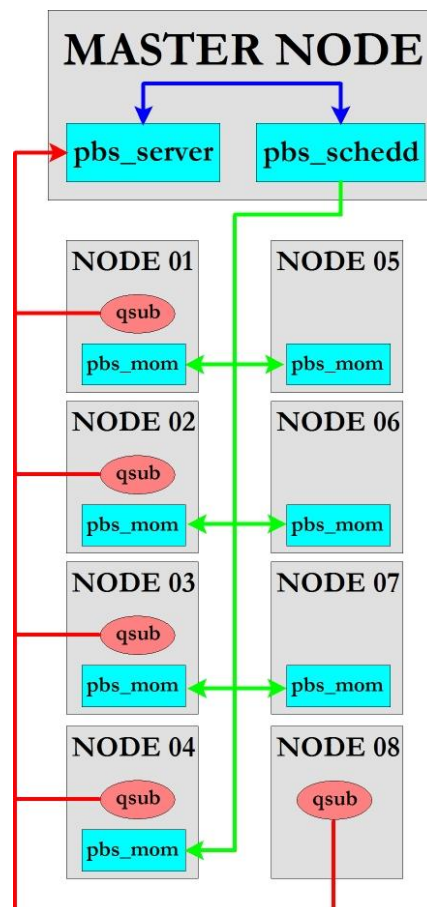 MASTER NODE
pbs_server
pbs_schedd
NODE 01
qsub
pbs_mom
NODE 05
pbs_mom
NODE 02
qsub
pbs_mom
NODE 06
pbs_mom
NODE 03
qsub
pbs_mom
NODE 07
pbs_mom
NODE 04
qsub
pbs_mom
NODE 08
qsub